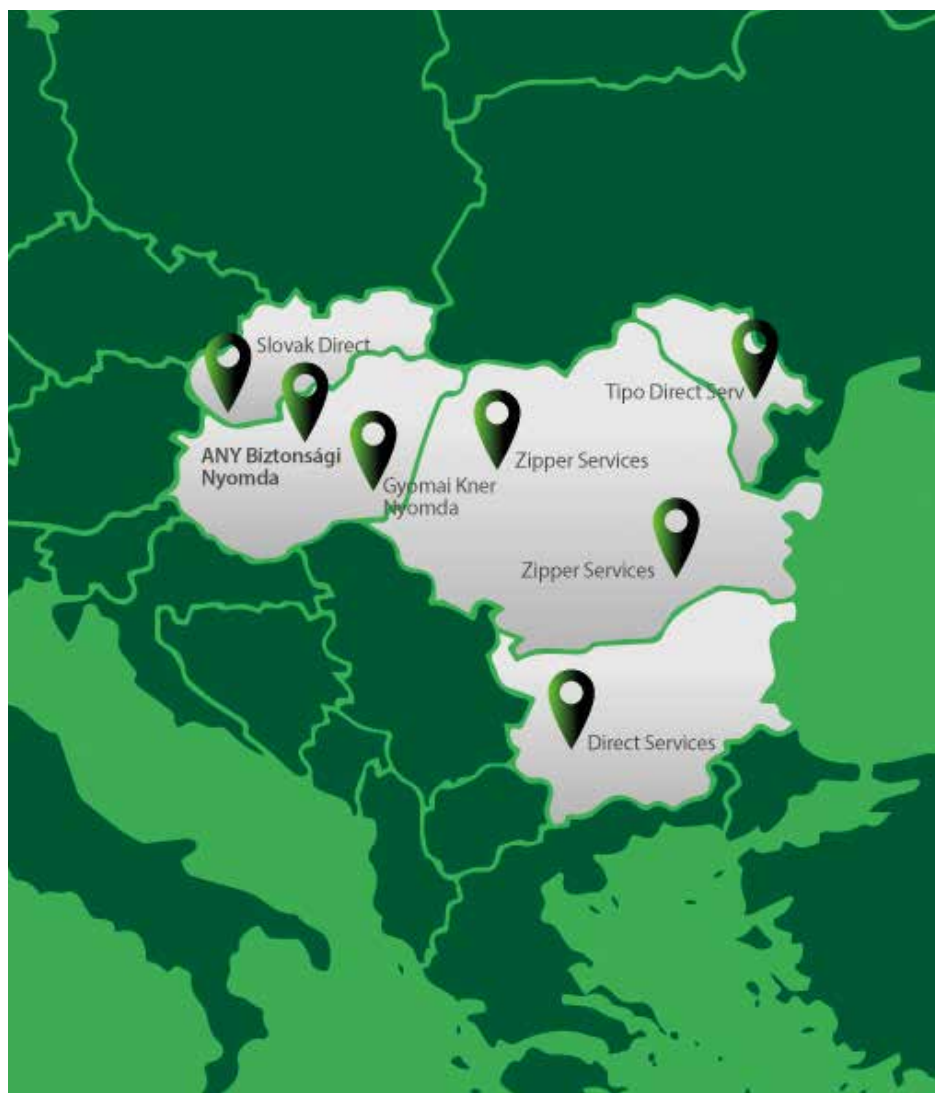 Slovak Direct
Tipo Direct Serv
ANY Biztonsági
Nyomda
Zipper Services
Gyomai Kner
Nyomda
Zipper Services
Direct Services